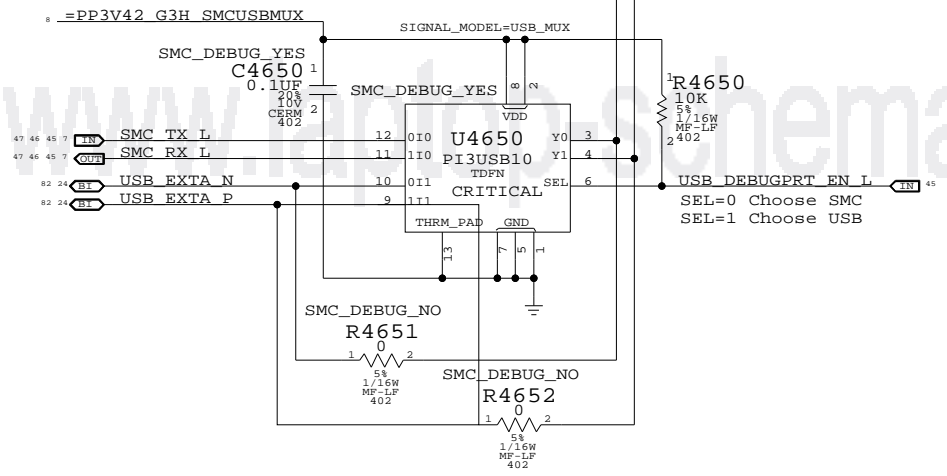 8 =PP3V42_G3H_SMCUSBMUX
SIGNAL_MODEL=USB_MUX
SMC_DEBUG_YES
C4650 1
0.1UF
20%
10V
CERM 2
402
SMC_DEBUG_YES
8 2
VDD
1 R4650
10K
5%
1/16W
MF-LF
2 402
www.laptop-schema
47 46 45 7 IN SMC_TX_L 12 0I0
47 46 45 7 OUT SMC_RX_L 11 1I0
82 24 BI USB_EXTA_N 10 0I1
82 24 BI USB_EXTA_P 9 1I1
U4650
PI3USB10
TDFN
CRITICAL
Y0 3
Y1 4
SEL 6
USB_DEBUGPRT_EN_L IN 45
SEL=0 Choose SMC
SEL=1 Choose USB
THRM_PAD GND
13 7 5 1
SMC_DEBUG_NO
R4651
0
1 2
5%
1/16W
MF-LF
402
SMC_DEBUG_NO
R4652
0
1 2
5%
1/16W
MF-LF
402